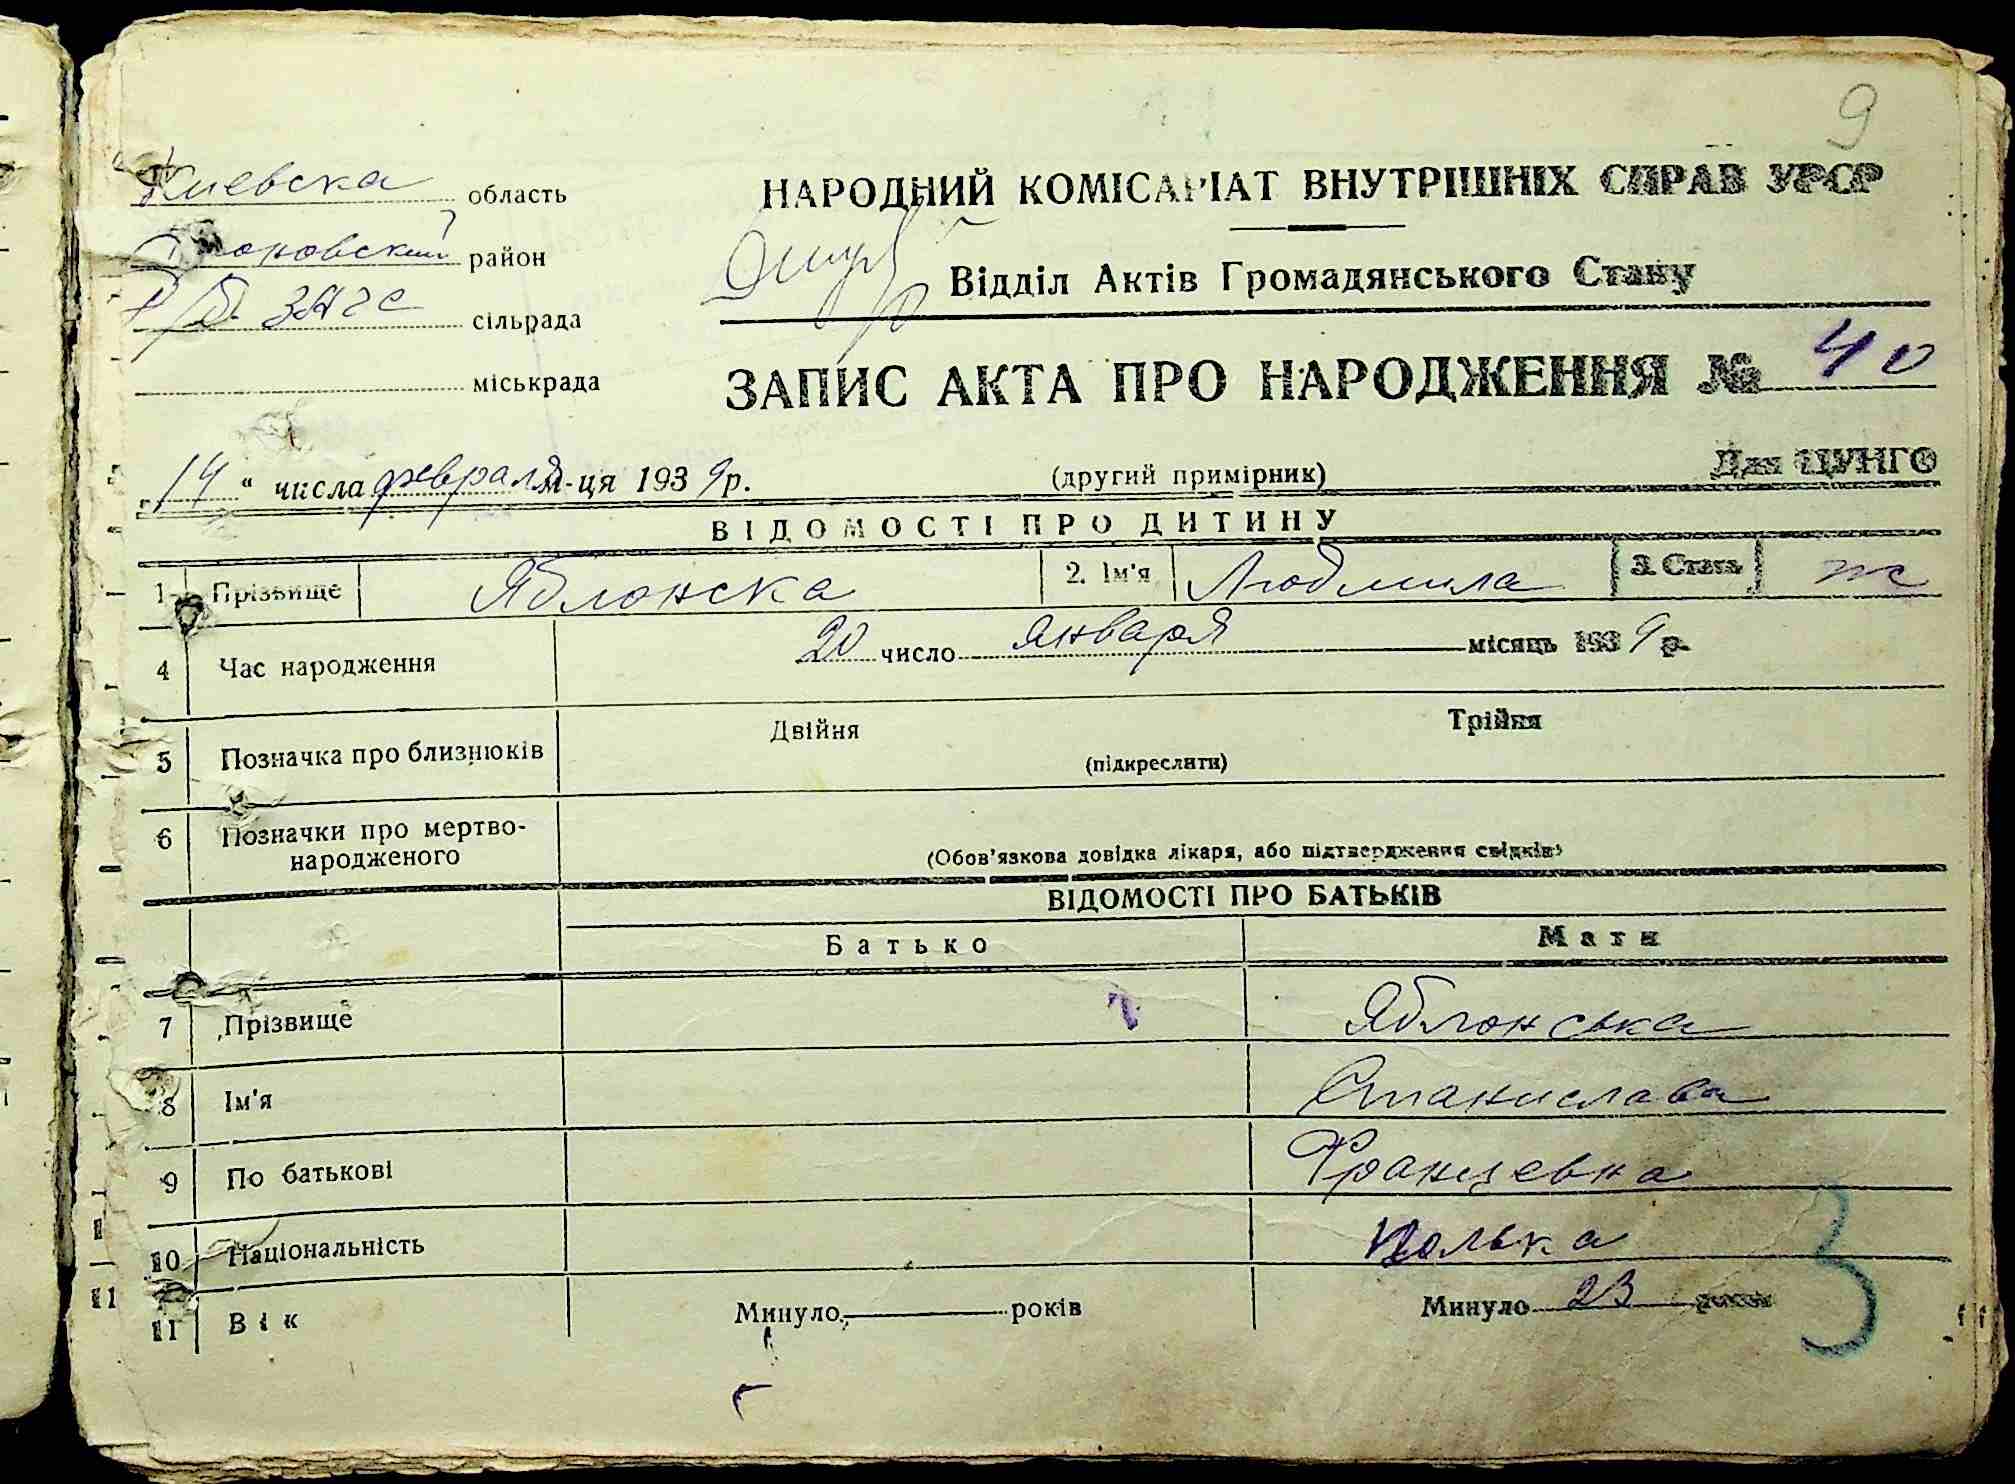 9
Киевска область
НАРОДНИЙ КОМІСАРІАТ ВНУТРІШНІХ СПРАВ УРСР
район
Відділ Актів Громадянського Стану
ЗАГС сільрада
міськрада
ЗАПИС АКТА ПРО НАРОДЖЕННЯ № 40
„14“ числа февраля м-ця 1939 р.
(другий примірник)
Для ЦУНГО
ВІДОМОСТІ ПРО ДИТИНУ
1 Прізвище Яблонска 2. Ім'я Людмила 3. Стать ж
4 Час народження 20 число января місяць 1939 р.
5 Позначка про близнюків Двійня Трійня
(підкреслити)
6 Позначки про мертво-
народженого
(Обов'язкова довідка лікаря, або підтвердження свідків)
ВІДОМОСТІ ПРО БАТЬКІВ
Батько Мати
7 Прізвище Яблонська
8 Ім'я Станислава
9 По батькові Францевна
10 Національність Полька
11 Вік Минуло років Минуло 23 років
11
3